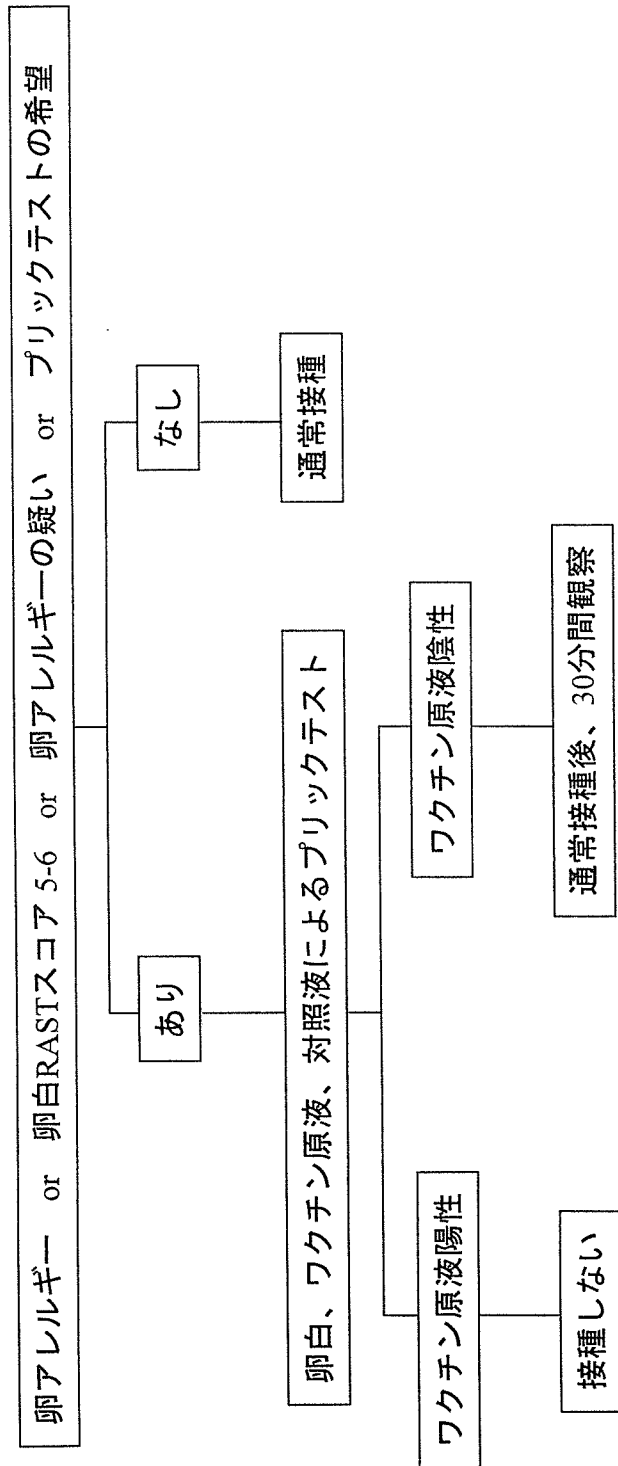 卵アレルギー or 卵白RASTスコア 5-6 or 卵アレルギーの疑い or プリックテストの希望
あり
なし
卵白、ワクチン原液、対照液によるプリックテスト
通常接種
ワクチン原液陽性
ワクチン原液陰性
接種しない
通常接種後、30分間観察